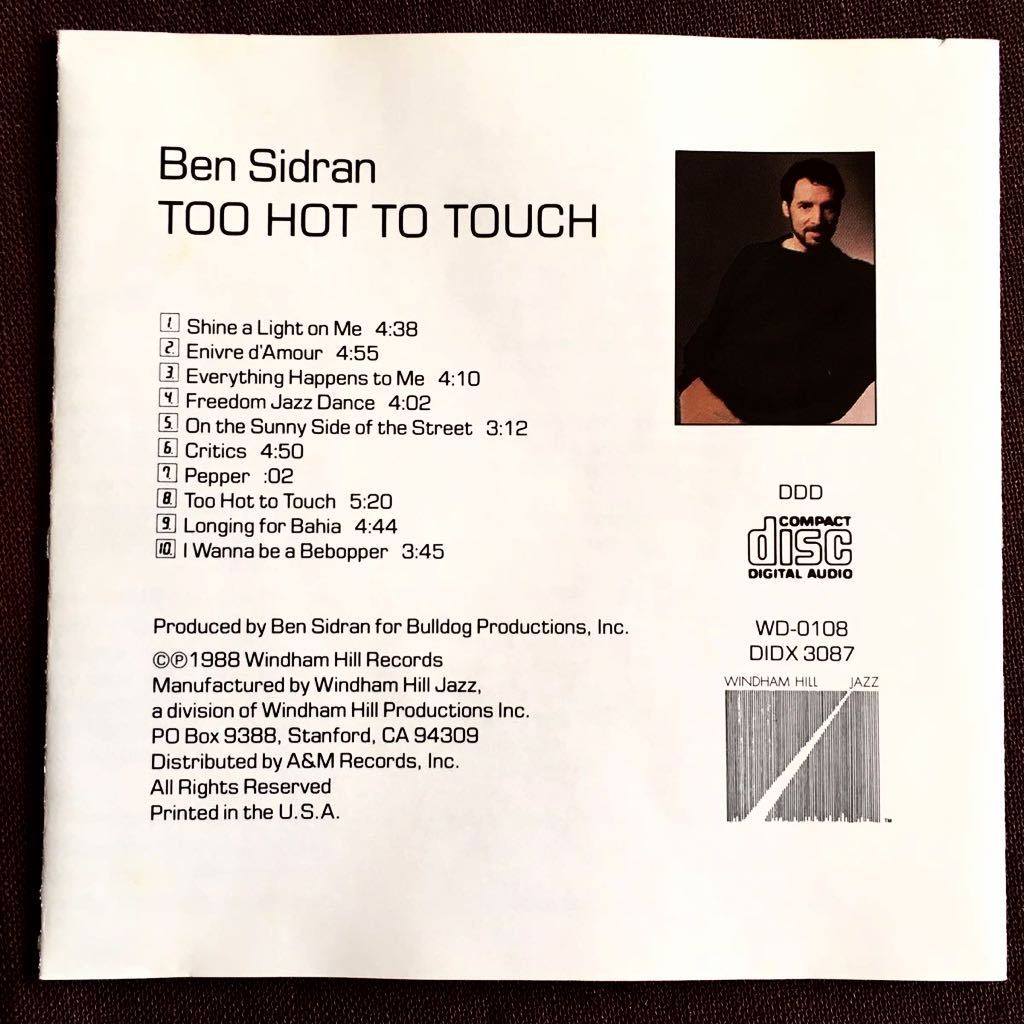 Ben Sidran
TOO HOT TO TOUCH
1. Shine a Light on Me 4:38
2. Enivre d'Amour 4:55
3. Everything Happens to Me 4:10
4. Freedom Jazz Dance 4:02
5. On the Sunny Side of the Street 3:12
6. Critics 4:50
7. Pepper :02
8. Too Hot to Touch 5:20
9. Longing for Bahia 4:44
10. I Wanna be a Bebopper 3:45
Produced by Ben Sidran for Bulldog Productions, Inc.
©℗1988 Windham Hill Records
Manufactured by Windham Hill Jazz,
a division of Windham Hill Productions Inc.
PO Box 9388, Stanford, CA 94309
Distributed by A&M Records, Inc.
All Rights Reserved
Printed in the U.S.A.
DDD
COMPACT
disc
DIGITAL AUDIO
WD-0108
DIDX 3087
WINDHAM HILL JAZZ
TM